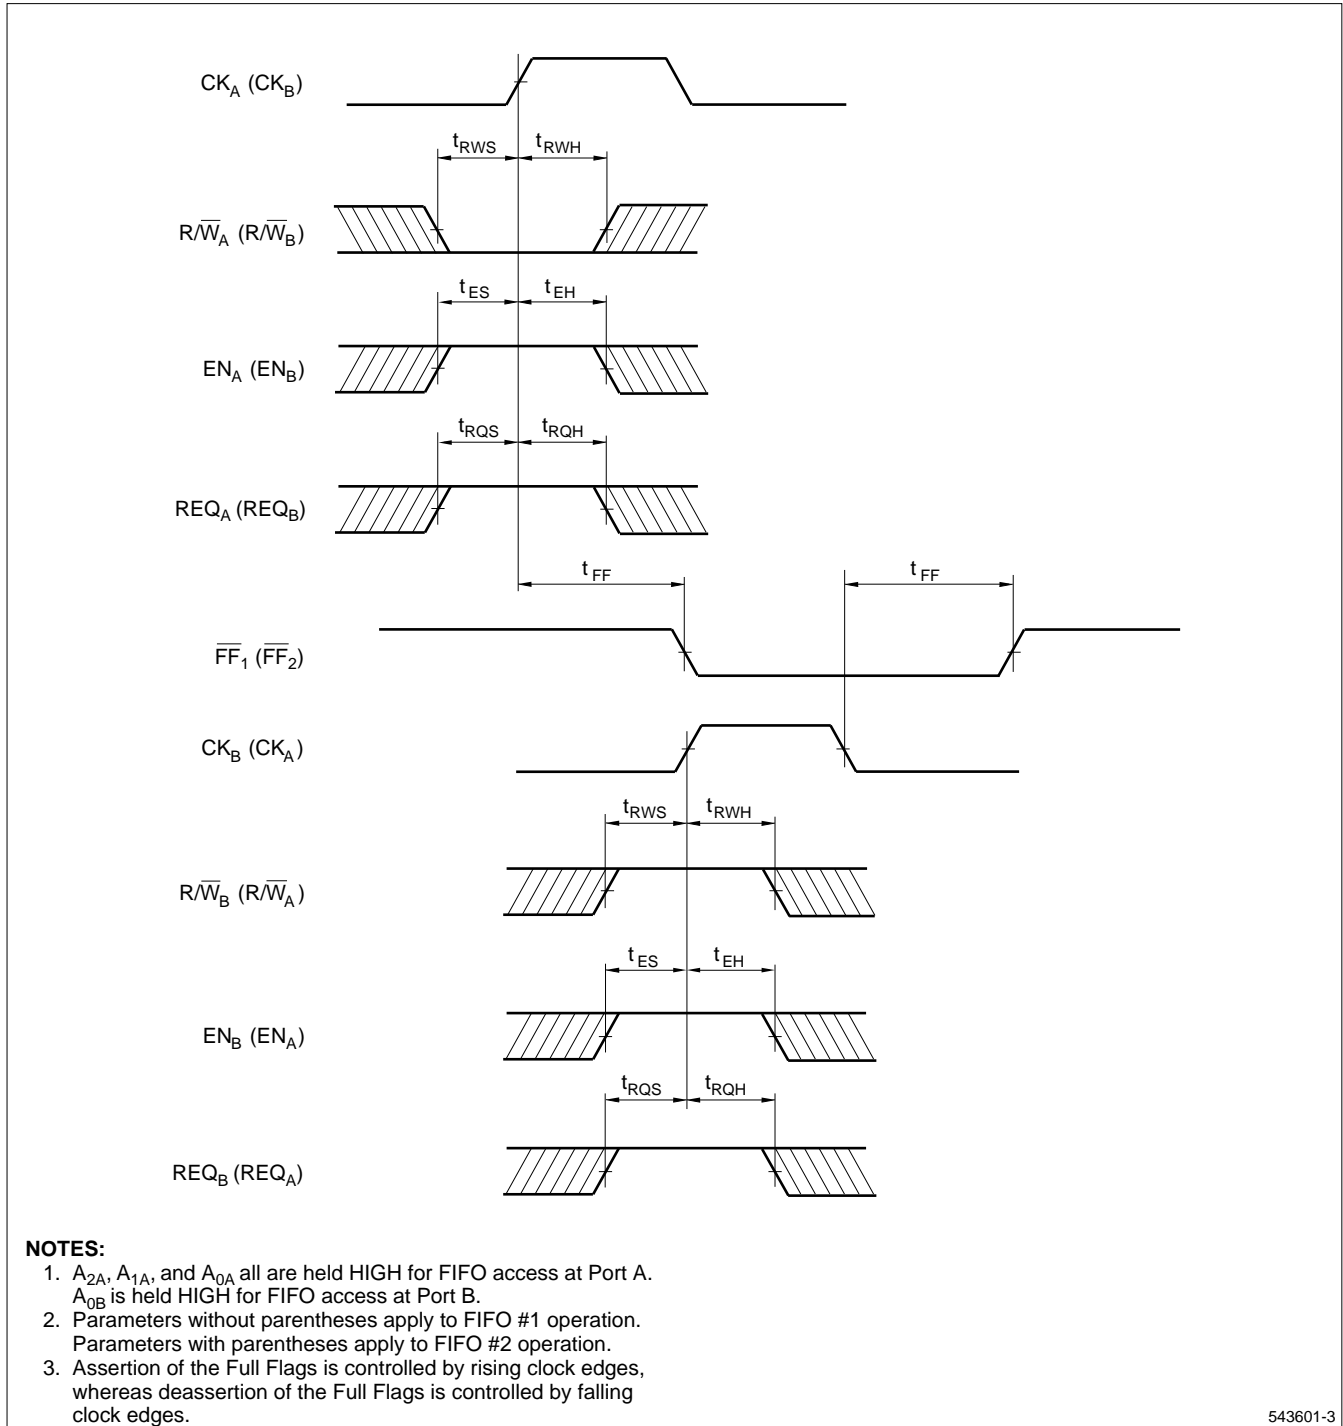 CK_A (CK_B)
t_RWS t_RWH
R/W̅_A (R/W̅_B)
t_ES t_EH
EN_A (EN_B)
t_RQS t_RQH
REQ_A (REQ_B)
t_FF t_FF
F̅F̅_1 (F̅F̅_2)
CK_B (CK_A)
t_RWS t_RWH
R/W̅_B (R/W̅_A)
t_ES t_EH
EN_B (EN_A)
t_RQS t_RQH
REQ_B (REQ_A)
NOTES:
1. A_2A, A_1A, and A_0A all are held HIGH for FIFO access at Port A.
A_0B is held HIGH for FIFO access at Port B.
2. Parameters without parentheses apply to FIFO #1 operation.
Parameters with parentheses apply to FIFO #2 operation.
3. Assertion of the Full Flags is controlled by rising clock edges,
whereas deassertion of the Full Flags is controlled by falling
clock edges.
543601-3